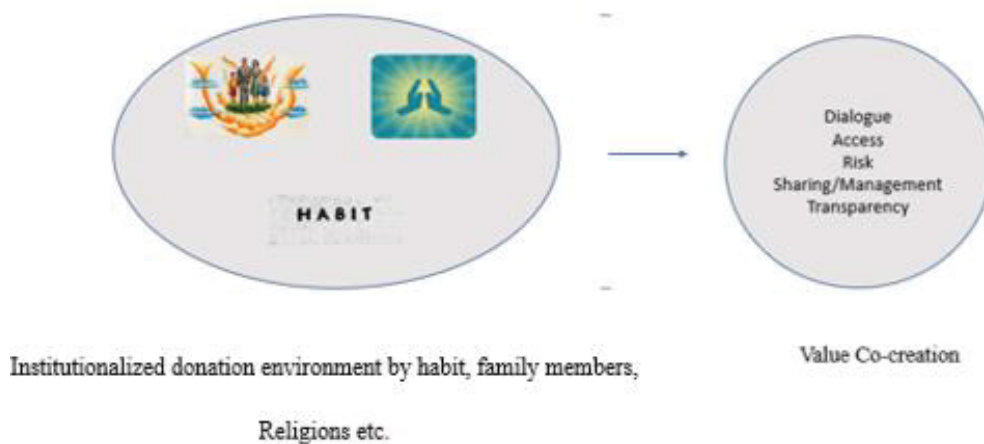 HABIT
Dialogue
Access
Risk
Sharing/Management
Transparency
Institutionalized donation environment by habit, family members,
Religions etc.
Value Co-creation